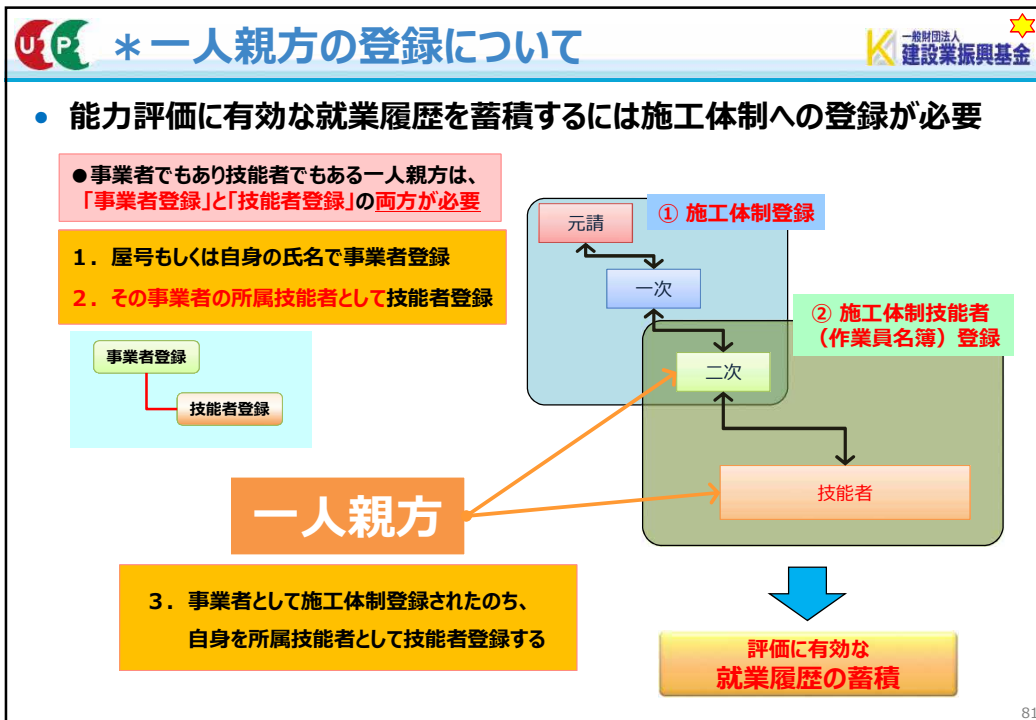 U P
＊一人親方の登録について
一般財団法人
建設業振興基金
• 能力評価に有効な就業履歴を蓄積するには施工体制への登録が必要
●事業者でもあり技能者でもある一人親方は、
「事業者登録」と「技能者登録」の両方が必要
1．屋号もしくは自身の氏名で事業者登録
2．その事業者の所属技能者として技能者登録
事業者登録
技能者登録
元請
① 施工体制登録
一次
② 施工体制技能者
（作業員名簿）登録
二次
技能者
一人親方
3．事業者として施工体制登録されたのち、
自身を所属技能者として技能者登録する
評価に有効な
就業履歴の蓄積
81